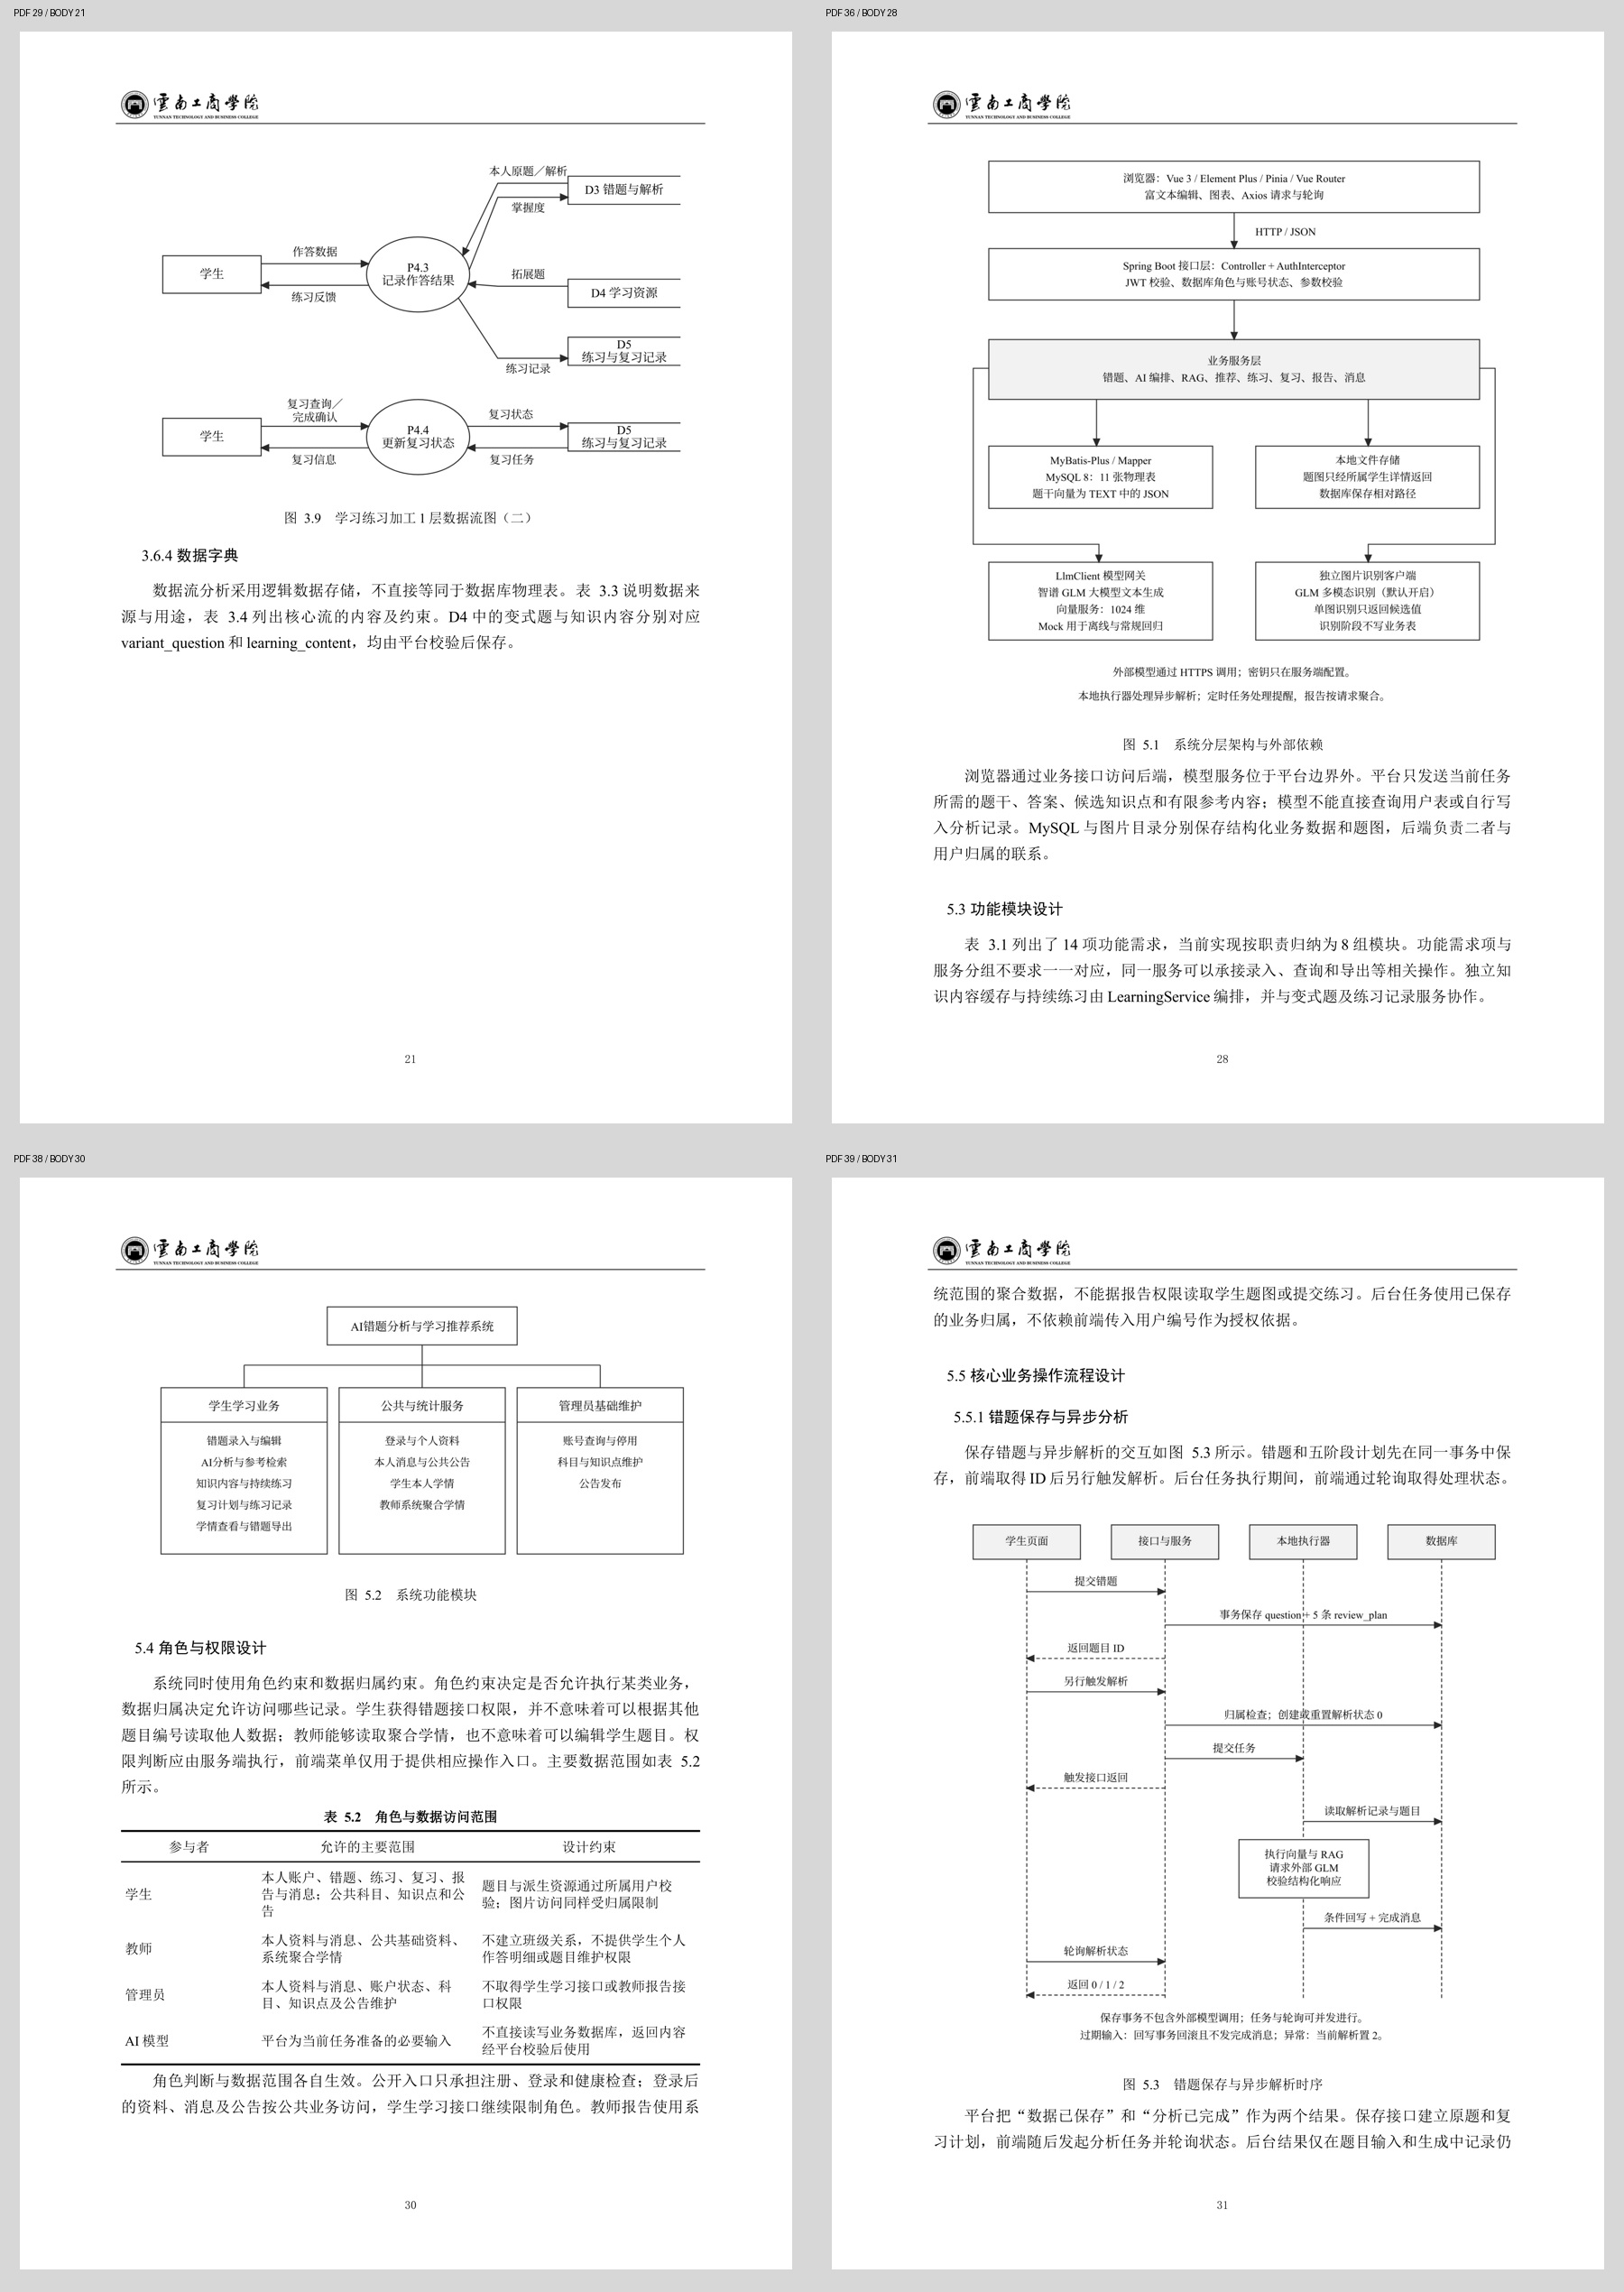 PDF 29 / BODY 21
雲南工商學院
YUNNAN TECHNOLOGY AND BUSINESS COLLEGE
本人原题／解析
D3 错题与解析
掌握度
作答数据
学生
P4.3
记录作答结果
练习反馈
拓展题
D4 学习资源
D5
练习与复习记录
练习记录
复习查询／
完成确认
学生
P4.4
更新复习状态
复习状态
D5
练习与复习记录
复习信息
复习任务
图 3.9 学习练习加工 1 层数据流图（二）
3.6.4 数据字典
数据流分析采用逻辑数据存储，不直接等同于数据库物理表。表 3.3 说明数据来
源与用途，表 3.4 列出核心流的内容及约束。D4 中的变式题与知识内容分别对应
variant_question 和 learning_content，均由平台校验后保存。
21
PDF 36 / BODY 28
雲南工商學院
YUNNAN TECHNOLOGY AND BUSINESS COLLEGE
浏览器：Vue 3 / Element Plus / Pinia / Vue Router
富文本编辑、图表、Axios 请求与轮询
HTTP / JSON
Spring Boot 接口层：Controller + AuthInterceptor
JWT 校验、数据库角色与账号状态、参数校验
业务服务层
错题、AI 编排、RAG、推荐、练习、复习、报告、消息
MyBatis-Plus / Mapper
MySQL 8：11 张物理表
题干向量为 TEXT 中的 JSON
本地文件存储
题图只经所属学生详情返回
数据库保存相对路径
LlmClient 模型网关
智谱 GLM 大模型文本生成
向量服务：1024 维
Mock 用于离线与常规回归
独立图片识别客户端
GLM 多模态识别（默认开启）
单图识别只返回候选值
识别阶段不写业务表
外部模型通过 HTTPS 调用；密钥只在服务端配置。
本地执行器处理异步解析；定时任务处理提醒，报告按请求聚合。
图 5.1 系统分层架构与外部依赖
浏览器通过业务接口访问后端，模型服务位于平台边界外。平台只发送当前任务
所需的题干、答案、候选知识点和有限参考内容；模型不能直接查询用户表或自行写
入分析记录。MySQL 与图片目录分别保存结构化业务数据和题图，后端负责二者与
用户归属的联系。
5.3 功能模块设计
表 3.1 列出了 14 项功能需求，当前实现按职责归纳为 8 组模块。功能需求项与
服务分组不要求一一对应，同一服务可以承接录入、查询和导出等相关操作。独立知
识内容缓存与持续练习由 LearningService 编排，并与变式题及练习记录服务协作。
28
PDF 38 / BODY 30
雲南工商學院
YUNNAN TECHNOLOGY AND BUSINESS COLLEGE
AI错题分析与学习推荐系统
学生学习业务
错题录入与编辑
AI分析与参考检索
知识内容与持续练习
复习计划与练习记录
学情查看与错题导出
公共与统计服务
登录与个人资料
本人消息与公共公告
学生本人学情
教师系统聚合学情
管理员基础维护
账号查询与停用
科目与知识点维护
公告发布
图 5.2 系统功能模块
5.4 角色与权限设计
系统同时使用角色约束和数据归属约束。角色约束决定是否允许执行某类业务，
数据归属决定允许访问哪些记录。学生获得错题接口权限，并不意味着可以根据其他
题目编号读取他人数据；教师能够读取聚合学情，也不意味着可以编辑学生题目。权
限判断应由服务端执行，前端菜单仅用于提供相应操作入口。主要数据范围如表 5.2
所示。
表 5.2 角色与数据访问范围
参与者 允许的主要范围 设计约束
学生 本人账户、错题、练习、复习、报告与消息；公共科目、知识点和公告 题目与派生资源通过所属用户校验；图片访问同样受归属限制
教师 本人资料与消息、公共基础资料、系统聚合学情 不建立班级关系，不提供学生个人作答明细或题目维护权限
管理员 本人资料与消息、账户状态、科目、知识点及公告维护 不取得学生学习接口或教师报告接口权限
AI 模型 平台为当前任务准备的必要输入 不直接读写业务数据库，返回内容经平台校验后使用
角色判断与数据范围各自生效。公开入口只承担注册、登录和健康检查；登录后
的资料、消息及公告按公共业务访问，学生学习接口继续限制角色。教师报告使用系
30
PDF 39 / BODY 31
雲南工商學院
YUNNAN TECHNOLOGY AND BUSINESS COLLEGE
统范围的聚合数据，不能据报告权限读取学生题图或提交练习。后台任务使用已保存
的业务归属，不依赖前端传入用户编号作为授权依据。
5.5 核心业务操作流程设计
5.5.1 错题保存与异步分析
保存错题与异步解析的交互如图 5.3 所示。错题和五阶段计划先在同一事务中保
存，前端取得 ID 后另行触发解析。后台任务执行期间，前端通过轮询取得处理状态。
学生页面
接口与服务
本地执行器
数据库
提交错题
事务保存 question + 5 条 review_plan
返回题目 ID
另行触发解析
归属检查；创建或重置解析状态 0
提交任务
触发接口返回
读取解析记录与题目
执行向量与 RAG
请求外部 GLM
校验结构化响应
条件回写 + 完成消息
轮询解析状态
返回 0 / 1 / 2
保存事务不包含外部模型调用；任务与轮询可并发进行。
过期输入：回写事务回滚且不发完成消息；异常：当前解析置 2。
图 5.3 错题保存与异步解析时序
平台把“数据已保存”和“分析已完成”作为两个结果。保存接口建立原题和复
习计划，前端随后发起分析任务并轮询状态。后台结果仅在题目输入和生成中记录仍
31